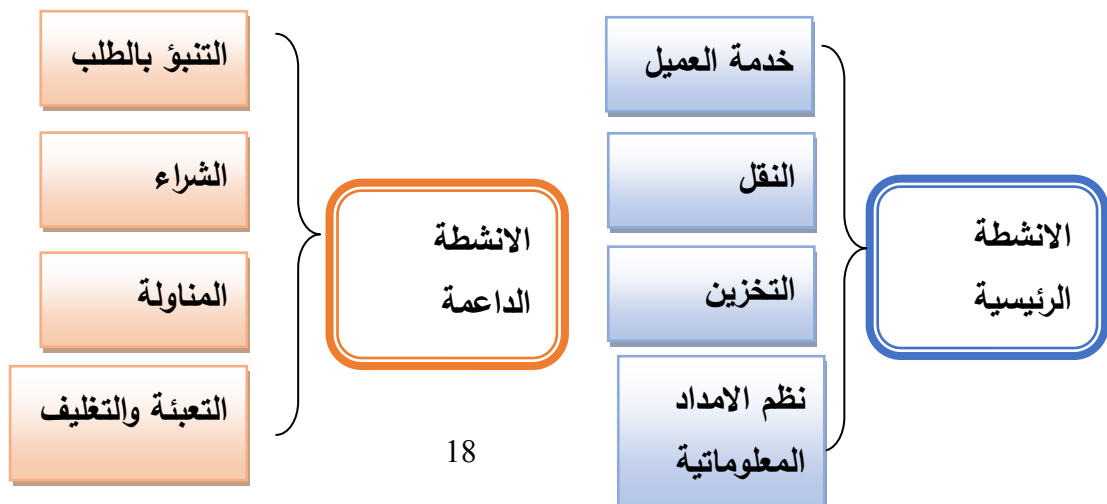 خدمة العميل
النقل
الانشطة
الرئيسية
التخزين
نظم الامداد
المعلوماتية
التنبؤ بالطلب
الشراء
الانشطة
الداعمة
المناولة
التعبئة والتغليف
18